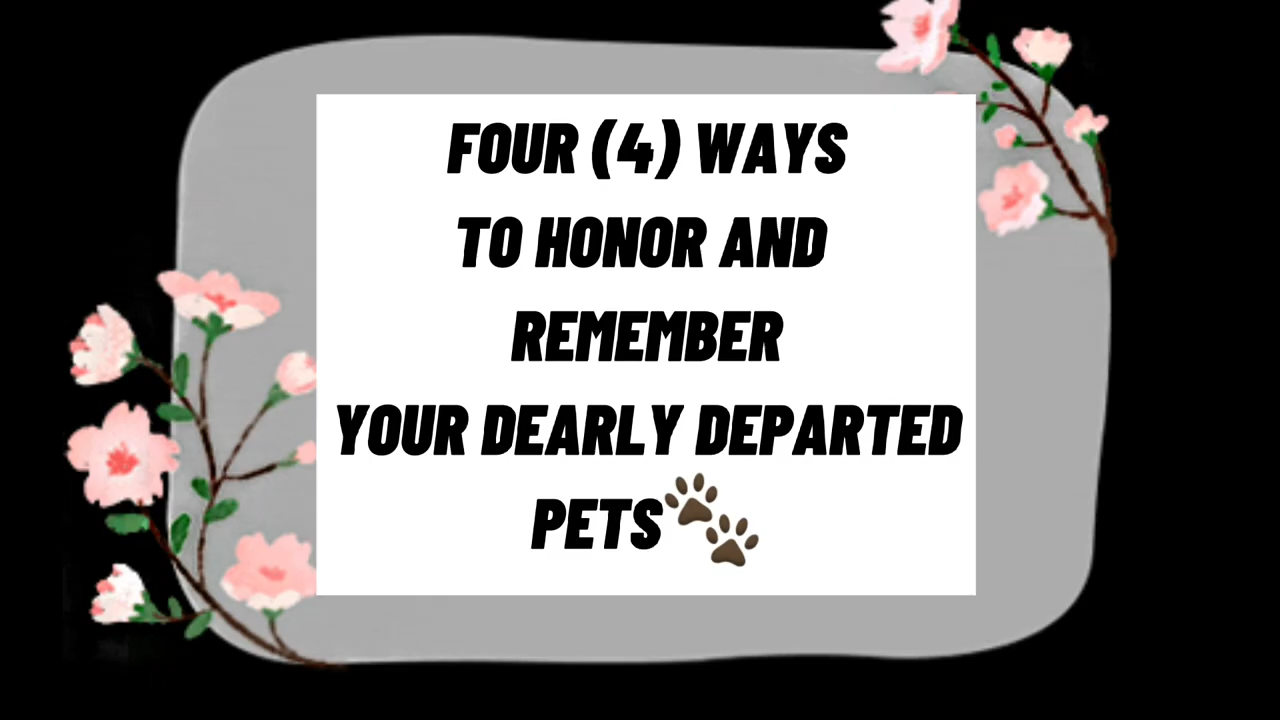 FOUR (4) WAYS
TO HONOR AND
REMEMBER
YOUR DEARLY DEPARTED
PETS🐾